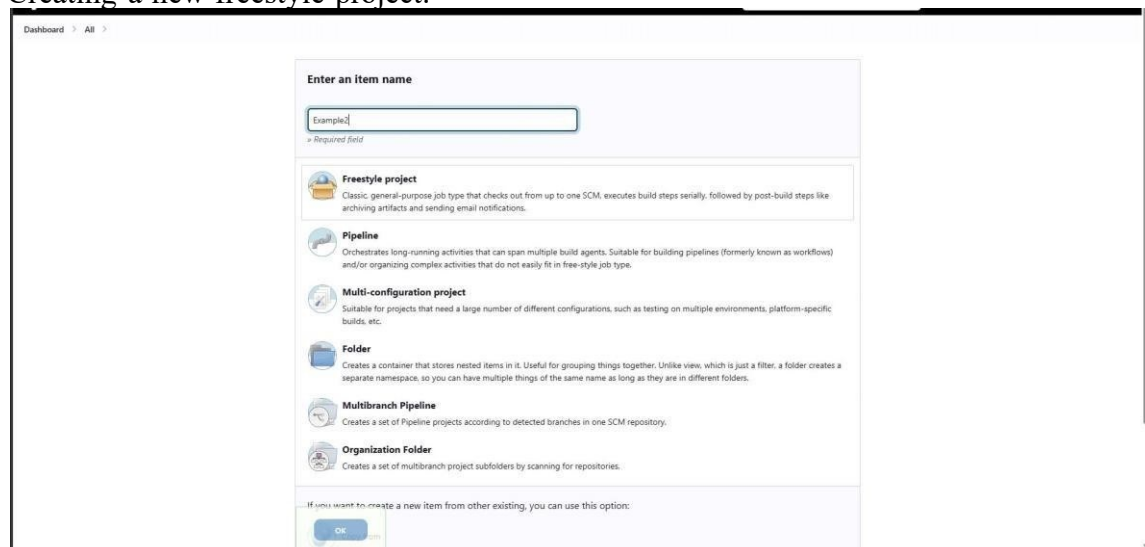 Creating a new freestyle project:
Dashboard > All >
Enter an item name
Example2
» Required field
Freestyle project
Classic, general-purpose job type that checks out from up to one SCM, executes build steps serially, followed by post-build steps like
archiving artifacts and sending email notifications.
Pipeline
Orchestrates long-running activities that can span multiple build agents. Suitable for building pipelines (formerly known as workflows)
and/or organizing complex activities that do not easily fit in free-style job type.
Multi-configuration project
Suitable for projects that need a large number of different configurations, such as testing on multiple environments, platform-specific
builds, etc.
Folder
Creates a container that stores nested items in it. Useful for grouping things together. Unlike view, which is just a filter, a folder creates a
separate namespace, so you can have multiple things of the same name as long as they are in different folders.
Multibranch Pipeline
Creates a set of Pipeline projects according to detected branches in one SCM repository.
Organization Folder
Creates a set of multibranch project subfolders by scanning for repositories.
If you want to create a new item from other existing, you can use this option:
OK